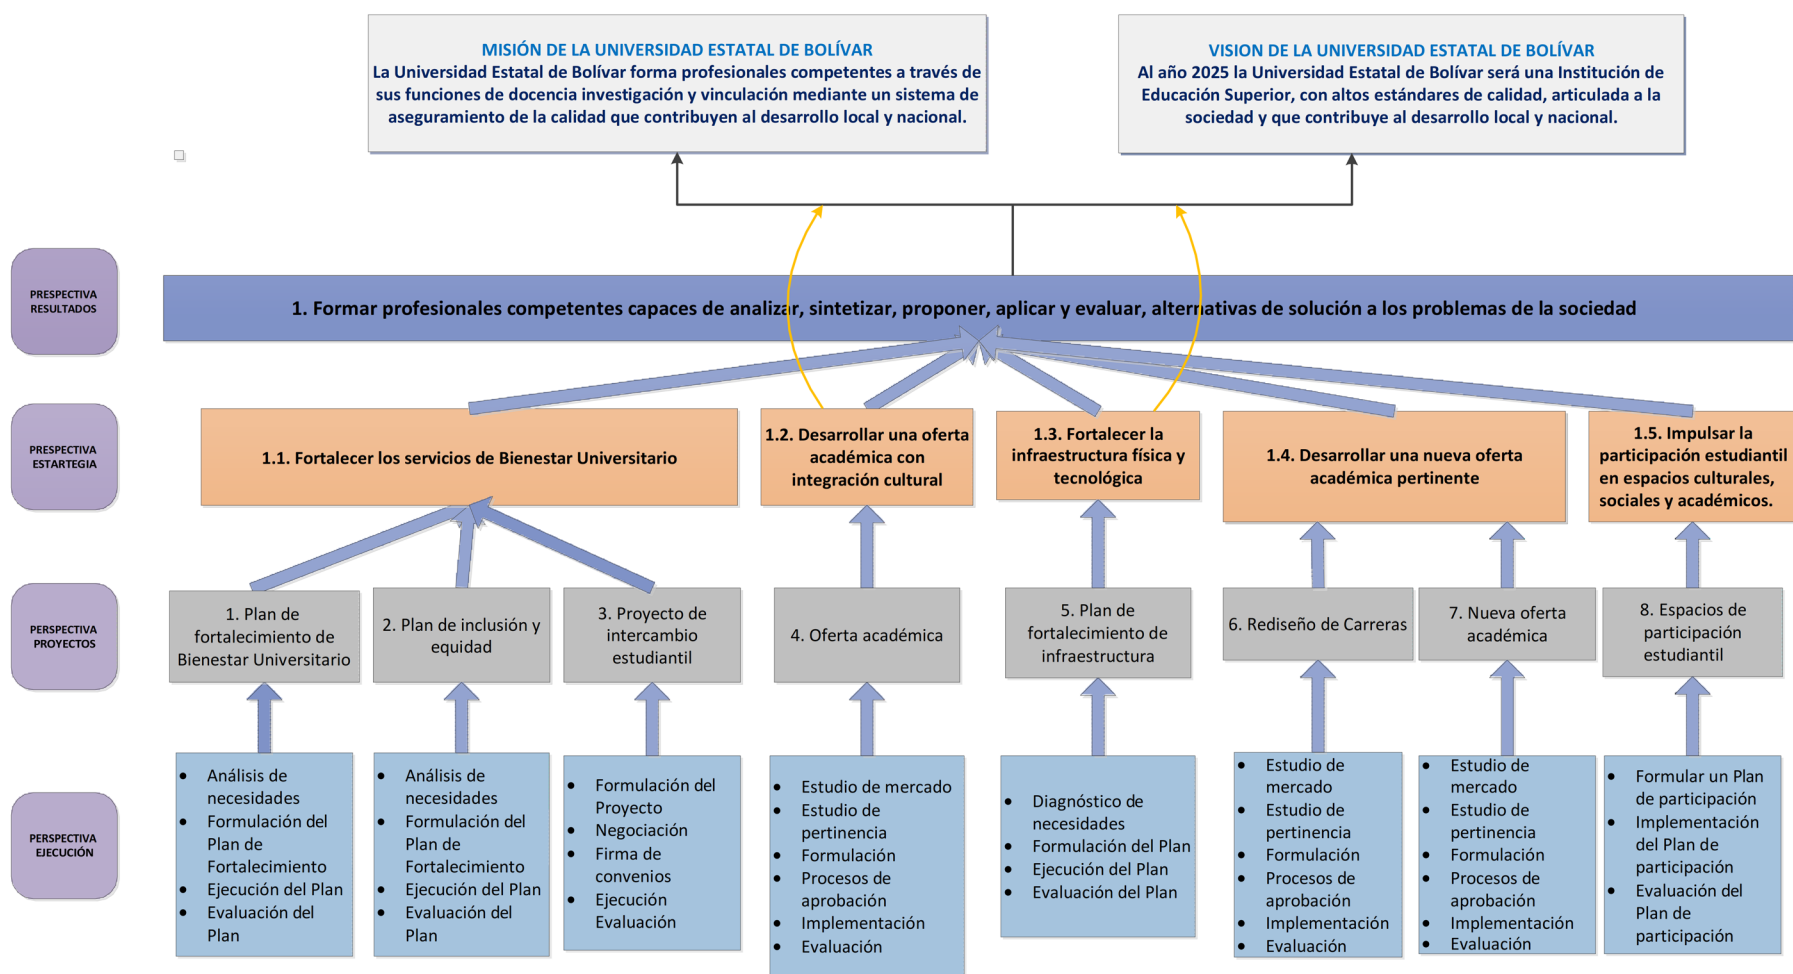 MISIÓN DE LA UNIVERSIDAD ESTATAL DE BOLÍVAR
La Universidad Estatal de Bolívar forma profesionales competentes a través de
sus funciones de docencia investigación y vinculación mediante un sistema de
aseguramiento de la calidad que contribuyen al desarrollo local y nacional.
VISION DE LA UNIVERSIDAD ESTATAL DE BOLÍVAR
Al año 2025 la Universidad Estatal de Bolívar será una Institución de
Educación Superior, con altos estándares de calidad, articulada a la
sociedad y que contribuye al desarrollo local y nacional.
PRESPECTIVA
RESULTADOS
1. Formar profesionales competentes capaces de analizar, sintetizar, proponer, aplicar y evaluar, alternativas de solución a los problemas de la sociedad
PRESPECTIVA
ESTARTEGIA
1.1. Fortalecer los servicios de Bienestar Universitario
1.2. Desarrollar una oferta
académica con
integración cultural
1.3. Fortalecer la
infraestructura física y
tecnológica
1.4. Desarrollar una nueva oferta
académica pertinente
1.5. Impulsar la
participación estudiantil
en espacios culturales,
sociales y académicos.
PERSPECTIVA
PROYECTOS
1. Plan de
fortalecimiento de
Bienestar Universitario
2. Plan de inclusión y
equidad
3. Proyecto de
intercambio
estudiantil
4. Oferta académica
5. Plan de
fortalecimiento de
infraestructura
6. Rediseño de Carreras
7. Nueva oferta
académica
8. Espacios de
participación
estudiantil
PERSPECTIVA
EJECUCIÓN
• Análisis de
necesidades
• Formulación del
Plan de
Fortalecimiento
• Ejecución del Plan
• Evaluación del
Plan
• Análisis de
necesidades
• Formulación del
Plan de
Fortalecimiento
• Ejecución del Plan
• Evaluación del
Plan
• Formulación del
Proyecto
• Negociación
• Firma de
convenios
• Ejecución
Evaluación
• Estudio de mercado
• Estudio de
pertinencia
• Formulación
• Procesos de
aprobación
• Implementación
• Evaluación
• Diagnóstico de
necesidades
• Formulación del Plan
• Ejecución del Plan
• Evaluación del Plan
• Estudio de
mercado
• Estudio de
pertinencia
• Formulación
• Procesos de
aprobación
• Implementación
• Evaluación
• Estudio de
mercado
• Estudio de
pertinencia
• Formulación
• Procesos de
aprobación
• Implementación
• Evaluación
• Formular un Plan
de participación
• Implementación
del Plan de
participación
• Evaluación del
Plan de
participación